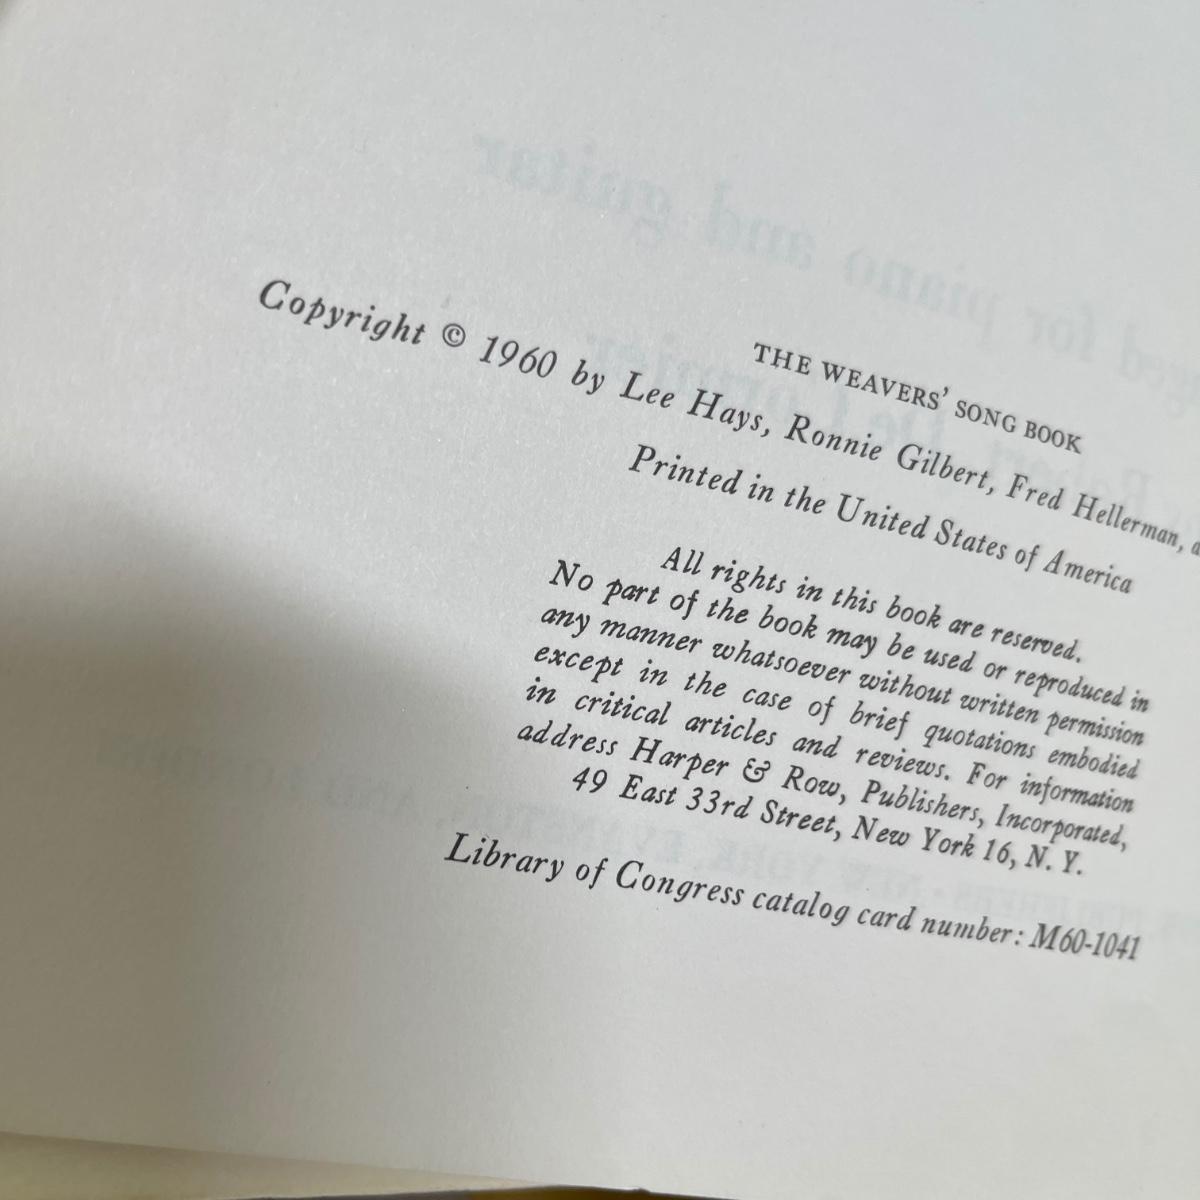 THE WEAVERS' SONG BOOK
Copyright © 1960 by Lee Hays, Ronnie Gilbert, Fred Hellerman, a
Printed in the United States of America
All rights in this book are reserved.
No part of the book may be used or reproduced in
any manner whatsoever without written permission
except in the case of brief quotations embodied
in critical articles and reviews. For information
address Harper & Row, Publishers, Incorporated,
49 East 33rd Street, New York 16, N. Y.
Library of Congress catalog card number: M60-1041